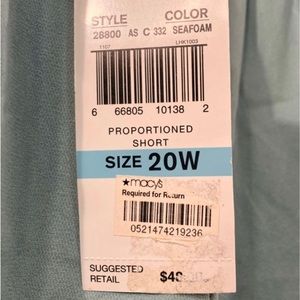 STYLE COLOR
28800 AS C 332 SEAFOAM
1107 LHK1003
6 66805 10138 2
PROPORTIONED
SHORT
SIZE 20W
★macy's
Required for Return
0521474219236
SUGGESTED
RETAIL